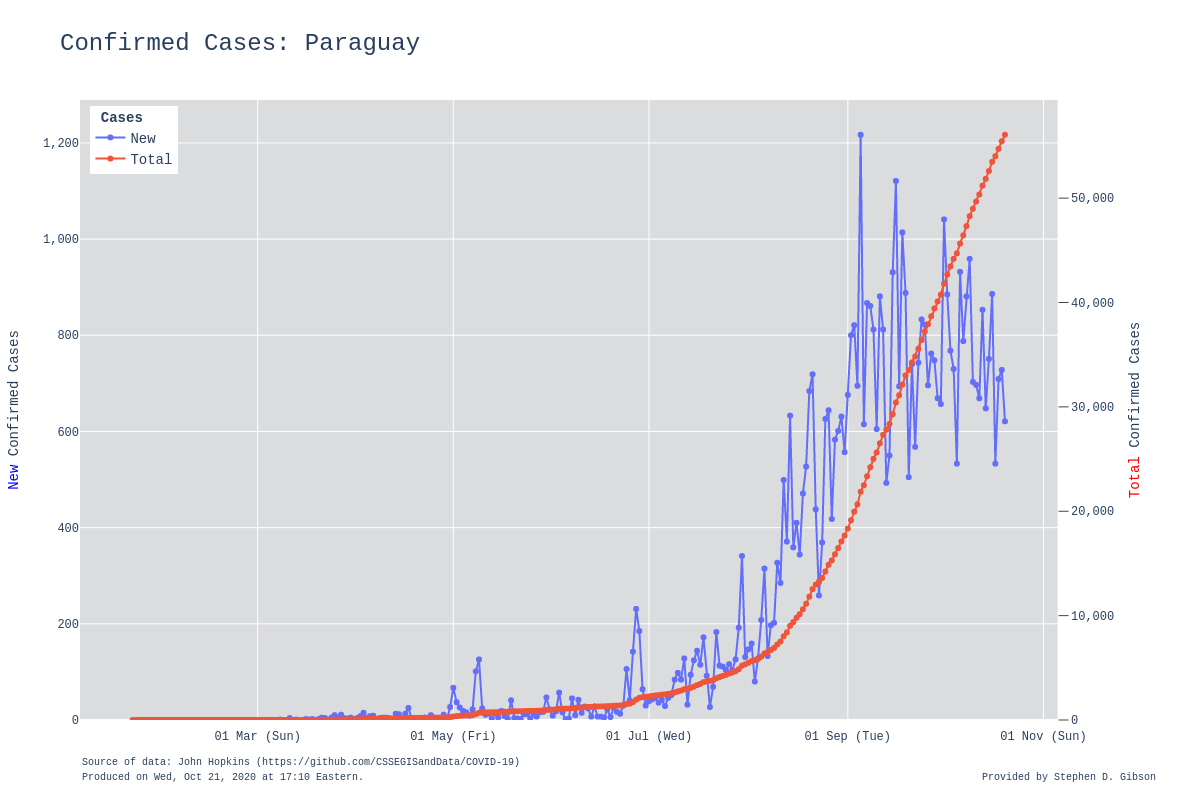 Confirmed Cases: Paraguay
Cases
New
Total
1,200
1,000
800
600
400
200
0
New Confirmed Cases
50,000
40,000
30,000
20,000
10,000
0
Total Confirmed Cases
01 Mar (Sun)
01 May (Fri)
01 Jul (Wed)
01 Sep (Tue)
01 Nov (Sun)
Source of data: John Hopkins (https://github.com/CSSEGISandData/COVID-19)
Produced on Wed, Oct 21, 2020 at 17:10 Eastern.
Provided by Stephen D. Gibson